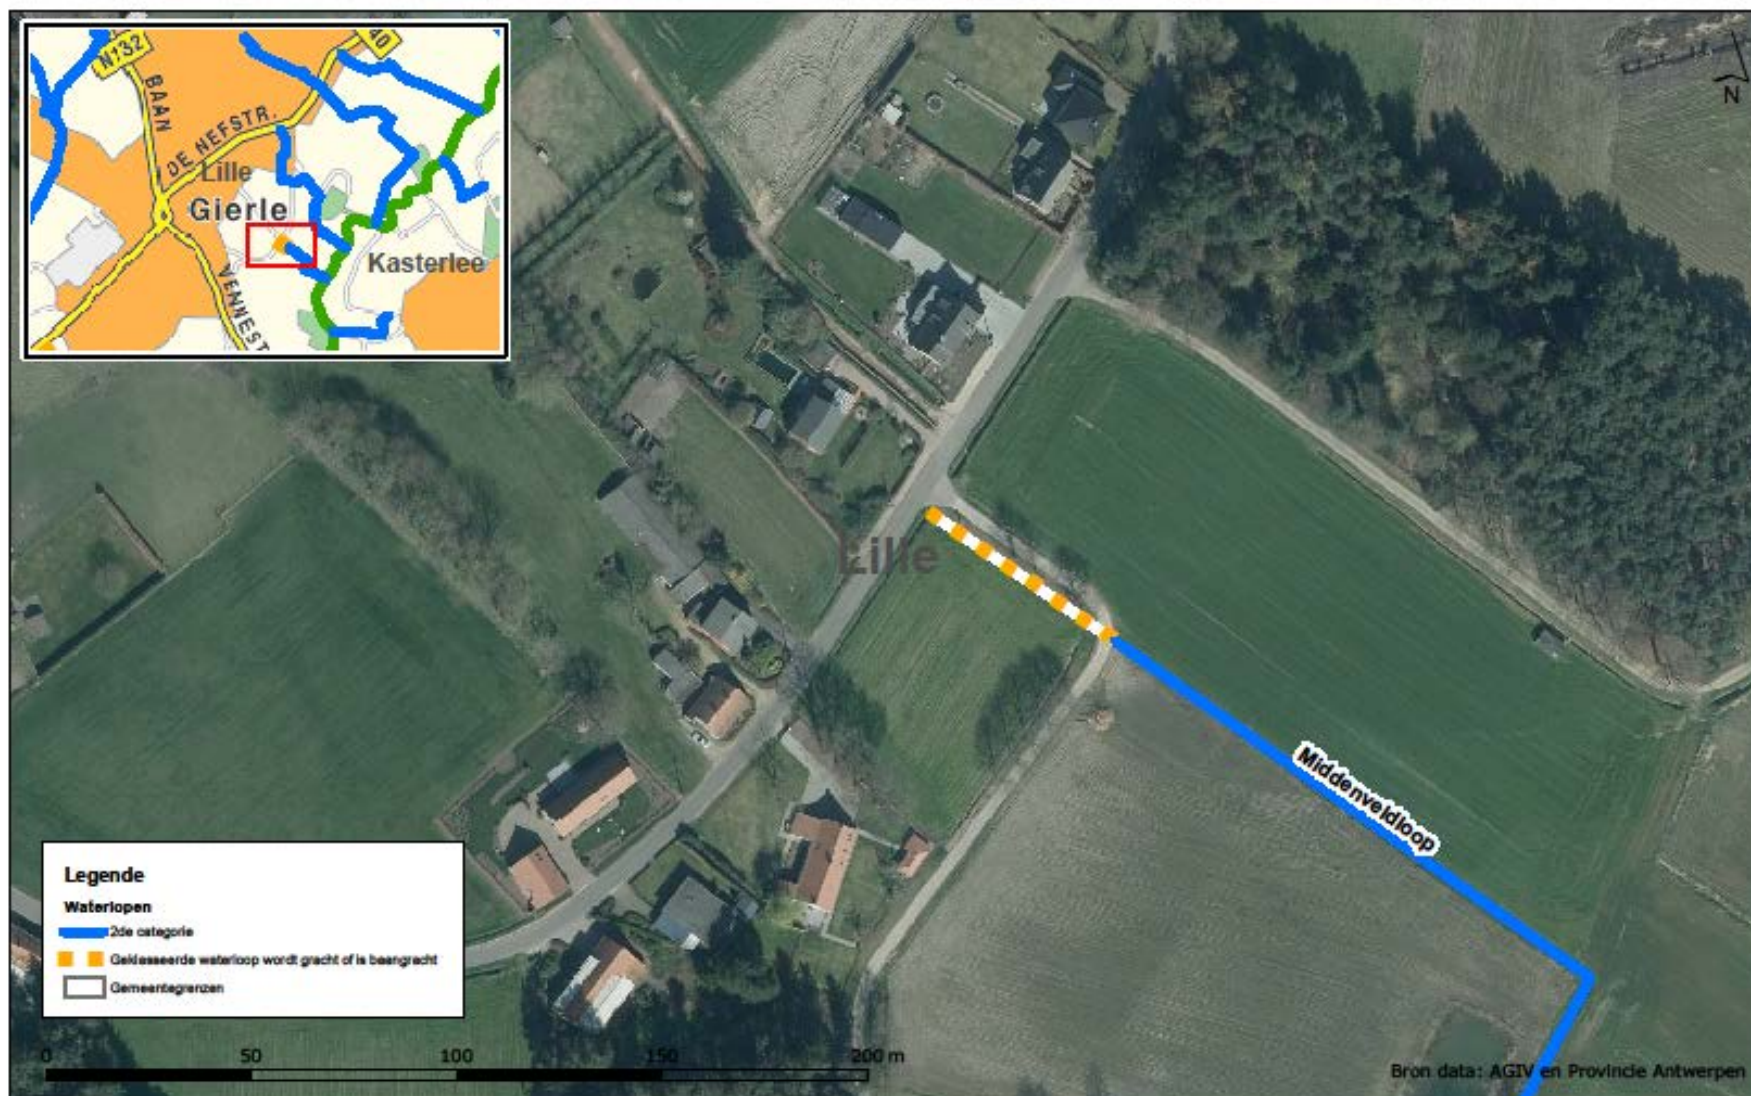 N132
40
BAAN
DE NEFSTR.
Lille
Gierle
Kasterlee
VENNEST
N
Lille
Middenveldloop
Legende
Waterlopen
2de categorie
Geklasseerde waterloop wordt gracht of is baangracht
Gemeentegrenzen
0 50 100 150 200 m
Bron data: AGIV en Provincie Antwerpen